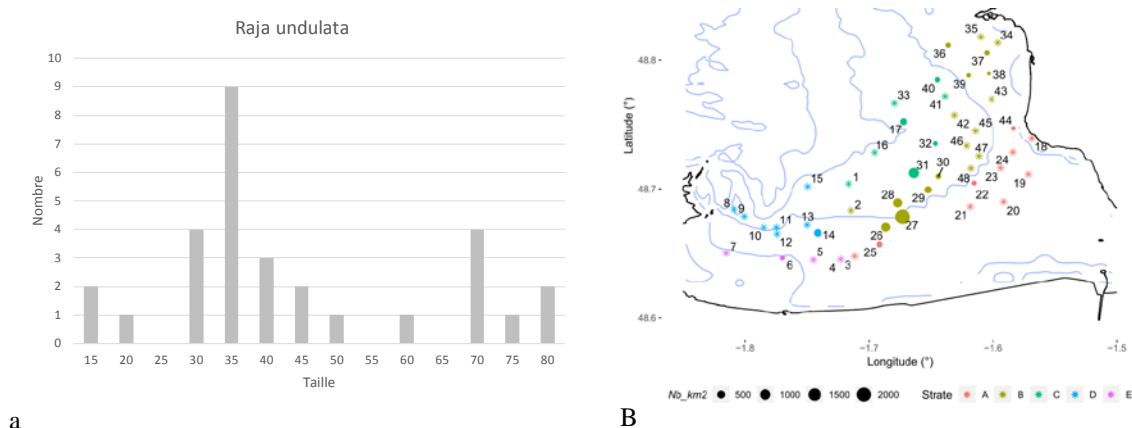 Raja undulata
Nombre
10
9
8
7
6
5
4
3
2
1
0
15 20 25 30 35 40 45 50 55 60 65 70 75 80
Taille
a
Latitude (°)
48.8
48.7
48.6
35 34
36 37
39 38
40 43
33 41
17 42 45 44
16 32 46 47 18
24
31 30 23
15 1 48 19
28 29 22
8 9 2 20
11 13 27 21
10 14 26
12
7 5 25
6 4 3
−1.8 −1.7 −1.6 −1.5
Longitude (°)
Nb_km2 500 1000 1500 2000 Strate A B C D E
B